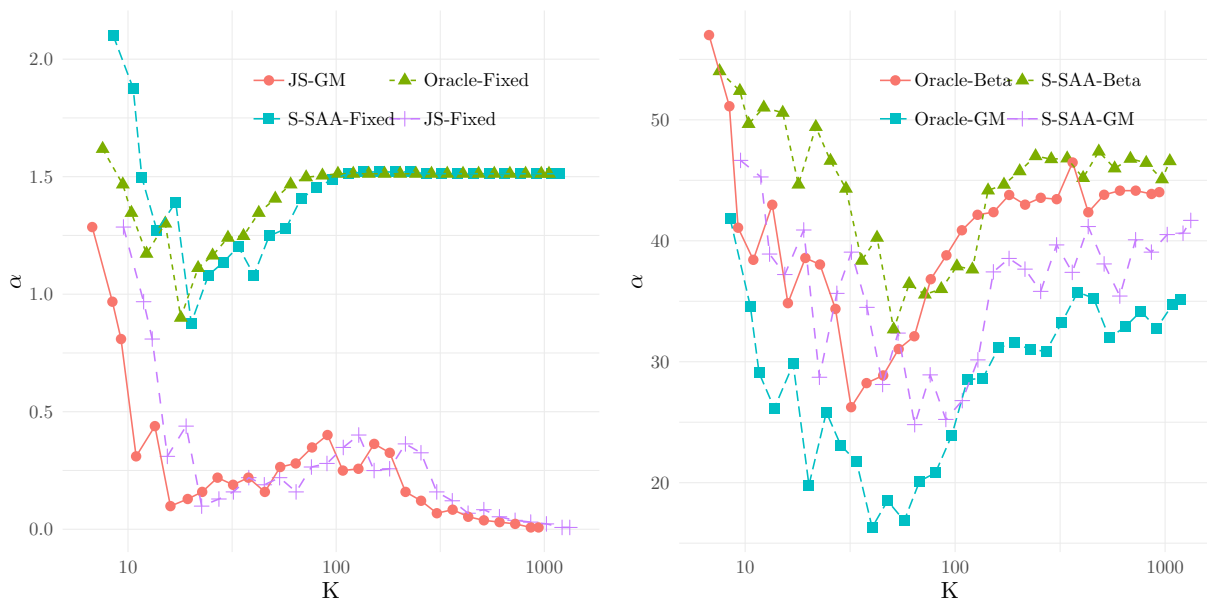 2.0
1.5
1.0
0.5
0.0
α
JS-GM
Oracle-Fixed
S-SAA-Fixed
JS-Fixed
10
100
1000
K
50
40
30
20
α
Oracle-Beta
S-SAA-Beta
Oracle-GM
S-SAA-GM
10
100
1000
K